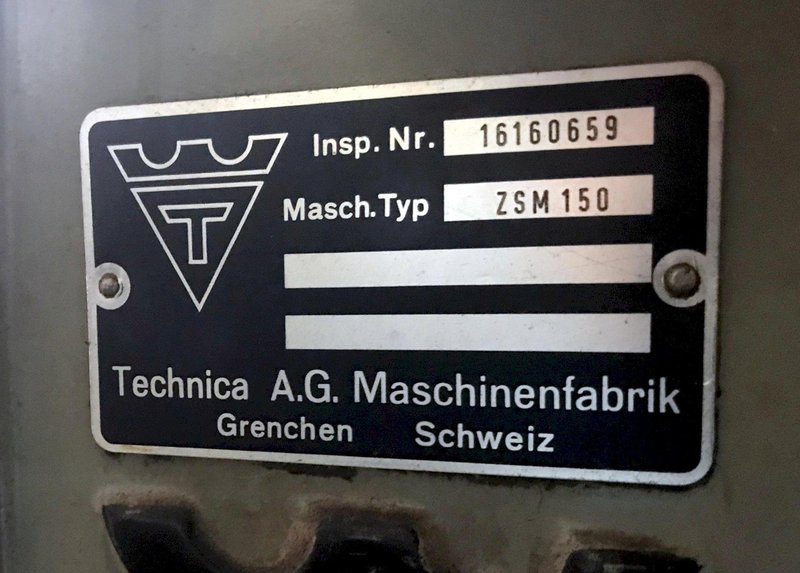 Insp. Nr. 16160659
Masch.Typ ZSM 150
T
Technica A.G. Maschinenfabrik
Grenchen Schweiz